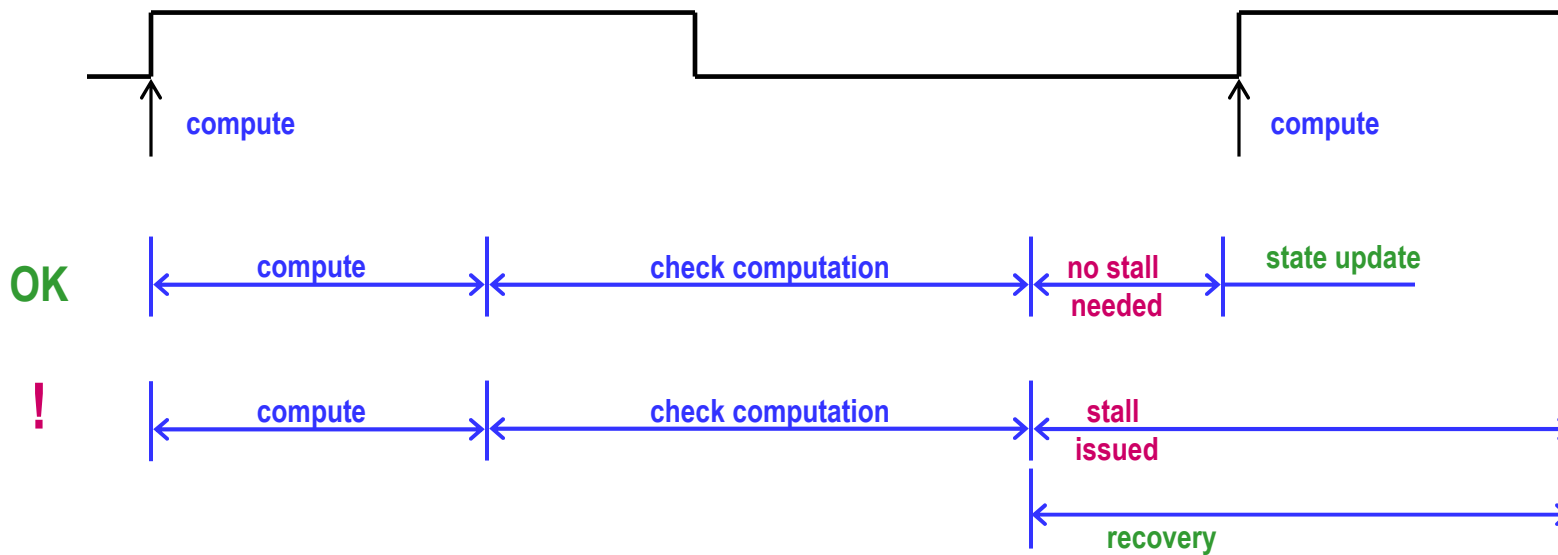 compute
compute
OK
compute
check computation
no stall
needed
state update
!
compute
check computation
stall
issued
recovery